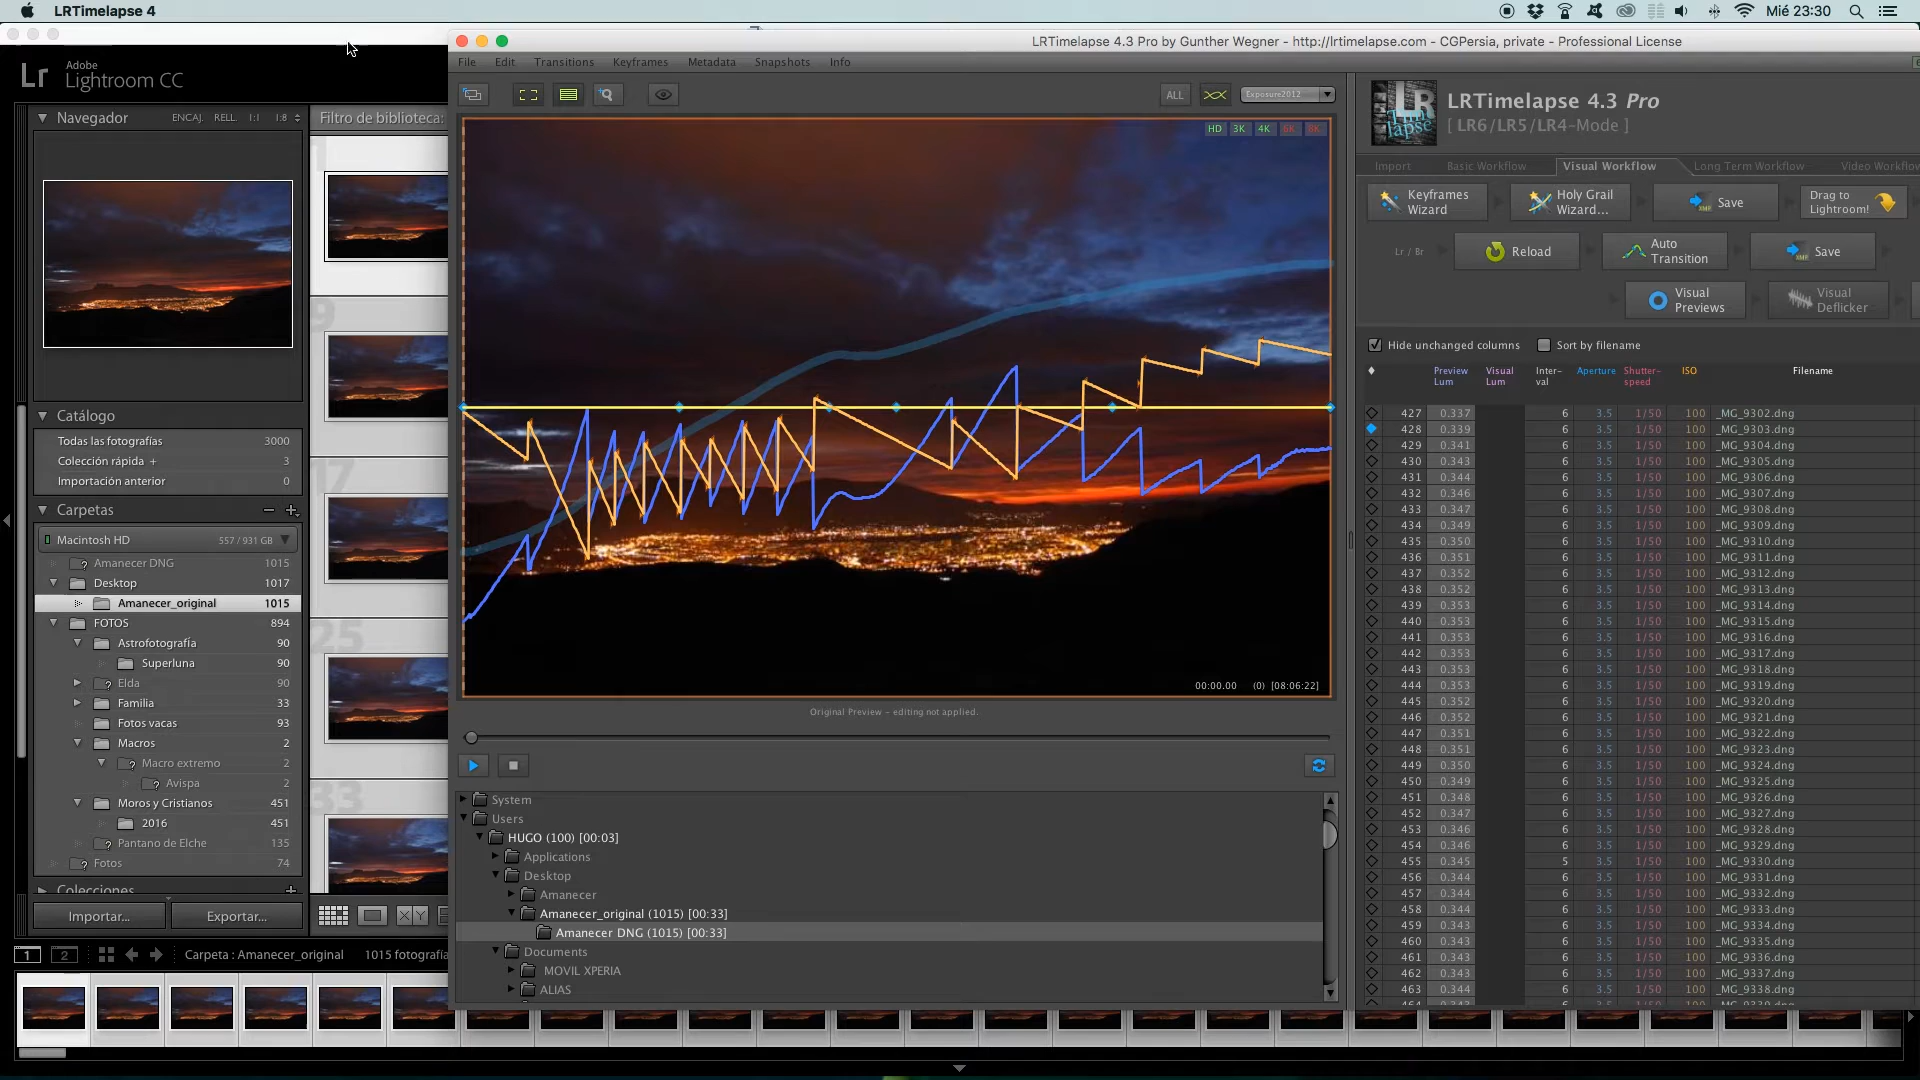 LRTimelapse 4
Mié 23:30
LRTimelapse 4.3 Pro by Gunther Wegner - http://lrtimelapse.com - CGPersia, private - Professional License
File Edit Transitions Keyframes Metadata Snapshots Info
Lr Adobe
Lightroom CC
Navegador ENCAJ. RELL. 1:1 1:8
Filtro de biblioteca:
Catálogo
Todas las fotografías 3000
Colección rápida + 3
Importación anterior 0
Carpetas
Macintosh HD 557 / 931 GB
Amanecer DNG 1015
Desktop 1017
Amanecer_original 1015
FOTOS 894
Astrofotografía 90
Superluna 90
Elda 90
Familia 33
Fotos vacas 93
Macros 2
Macro extremo 2
Avispa 2
Moros y Cristianos 451
2016 451
Pantano de Elche 135
Fotos 74
Colecciones
Importar... Exportar...
9
17
25
33
ALL
Exposure2012
HD 3K 4K 6K 8K
00:00.00 (0) [08:06:22]
Original Preview - editing not applied.
System
Users
HUGO (100) [00:03]
Applications
Desktop
Amanecer
Amanecer_original (1015) [00:33]
Amanecer DNG (1015) [00:33]
Documents
MOVIL XPERIA
ALIAS
LRTimelapse 4.3 Pro
[ LR6/LR5/LR4-Mode ]
Import Basic Workflow Visual Workflow Long Term Workflow Video Workflow
Keyframes Wizard
Holy Grail Wizard...
Save
Drag to Lightroom!
Lr / Br
Reload
Auto Transition
Save
Visual Previews
Visual Deflicker
Hide unchanged columns Sort by filename
Preview Lum Visual Lum Inter-val Aperture Shutter-speed ISO Filename
427 0.337 6 3.5 1/50 100 _MG_9302.dng
428 0.339 6 3.5 1/50 100 _MG_9303.dng
429 0.341 6 3.5 1/50 100 _MG_9304.dng
430 0.343 6 3.5 1/50 100 _MG_9305.dng
431 0.344 6 3.5 1/50 100 _MG_9306.dng
432 0.346 6 3.5 1/50 100 _MG_9307.dng
433 0.347 6 3.5 1/50 100 _MG_9308.dng
434 0.349 6 3.5 1/50 100 _MG_9309.dng
435 0.350 6 3.5 1/50 100 _MG_9310.dng
436 0.351 6 3.5 1/50 100 _MG_9311.dng
437 0.352 6 3.5 1/50 100 _MG_9312.dng
438 0.352 6 3.5 1/50 100 _MG_9313.dng
439 0.353 6 3.5 1/50 100 _MG_9314.dng
440 0.353 6 3.5 1/50 100 _MG_9315.dng
441 0.353 6 3.5 1/50 100 _MG_9316.dng
442 0.353 6 3.5 1/50 100 _MG_9317.dng
443 0.353 6 3.5 1/50 100 _MG_9318.dng
444 0.353 6 3.5 1/50 100 _MG_9319.dng
445 0.352 6 3.5 1/50 100 _MG_9320.dng
446 0.352 6 3.5 1/50 100 _MG_9321.dng
447 0.351 6 3.5 1/50 100 _MG_9322.dng
448 0.351 6 3.5 1/50 100 _MG_9323.dng
449 0.350 6 3.5 1/50 100 _MG_9324.dng
450 0.349 6 3.5 1/50 100 _MG_9325.dng
451 0.348 6 3.5 1/50 100 _MG_9326.dng
452 0.347 6 3.5 1/50 100 _MG_9327.dng
453 0.346 6 3.5 1/50 100 _MG_9328.dng
454 0.346 6 3.5 1/50 100 _MG_9329.dng
455 0.345 5 3.5 1/50 100 _MG_9330.dng
456 0.344 6 3.5 1/50 100 _MG_9331.dng
457 0.344 6 3.5 1/50 100 _MG_9332.dng
458 0.344 6 3.5 1/50 100 _MG_9333.dng
459 0.344 6 3.5 1/50 100 _MG_9334.dng
460 0.343 6 3.5 1/50 100 _MG_9335.dng
461 0.343 6 3.5 1/50 100 _MG_9336.dng
462 0.343 6 3.5 1/50 100 _MG_9337.dng
463 0.344 6 3.5 1/50 100 _MG_9338.dng
1 2 Carpeta : Amanecer_original 1015 fotografía